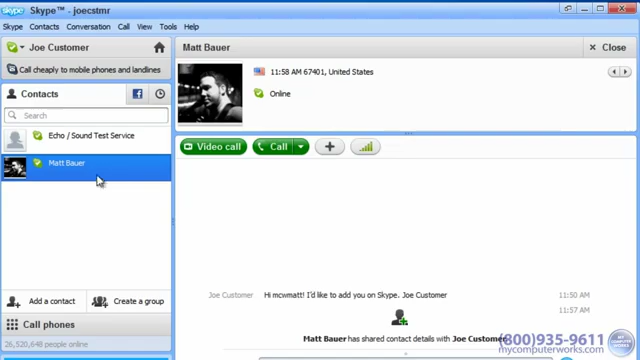 Skype™ - joecstmr
Skype Contacts Conversation Call View Tools Help
Joe Customer
Call cheaply to mobile phones and landlines
Contacts
Search
Echo / Sound Test Service
Matt Bauer
Add a contact
Create a group
Call phones
26,520,648 people online
Matt Bauer
Close
11:58 AM 67401, United States
Online
Video call
Call
Joe Customer Hi mcwmatt! I'd like to add you on Skype. Joe Customer 11:50 AM
11:57 AM
Matt Bauer has shared contact details with Joe Customer.
(800)935-9611
mycomputerworks.com
MY COMPUTER WORKS